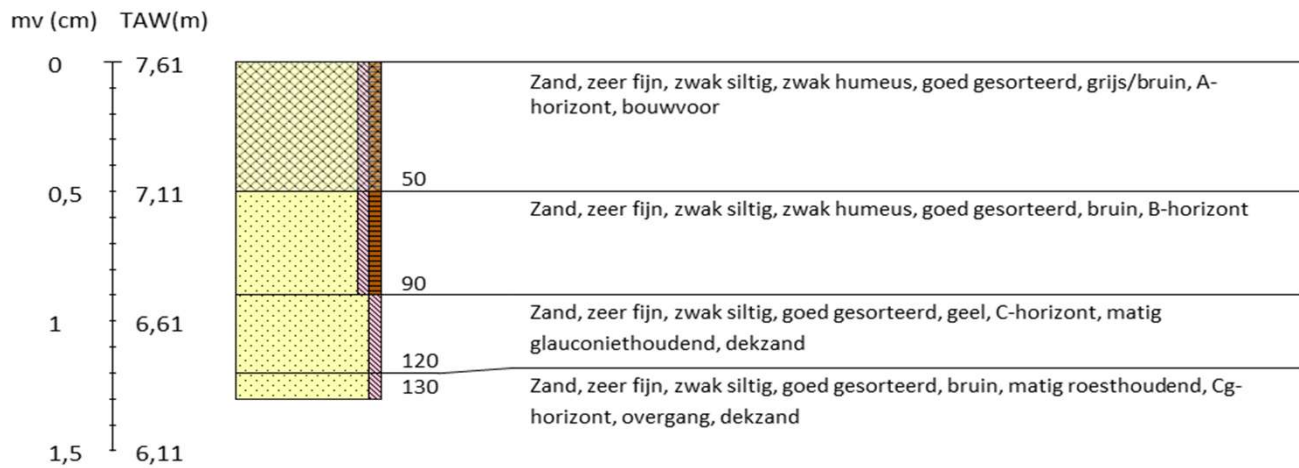 mv (cm) TAW(m)
0 7,61
Zand, zeer fijn, zwak siltig, zwak humeus, goed gesorteerd, grijs/bruin, A-
horizont, bouwvoor
50
0,5 7,11
Zand, zeer fijn, zwak siltig, zwak humeus, goed gesorteerd, bruin, B-horizont
90
1 6,61
Zand, zeer fijn, zwak siltig, goed gesorteerd, geel, C-horizont, matig
glauconiethoudend, dekzand
120
130
Zand, zeer fijn, zwak siltig, goed gesorteerd, bruin, matig roesthoudend, Cg-
horizont, overgang, dekzand
1,5 6,11